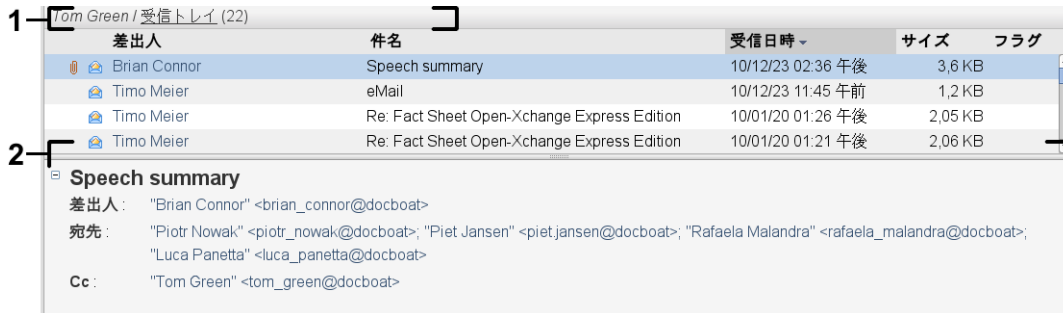 1
Tom Green / 受信トレイ (22)
差出人 件名 受信日時 サイズ フラグ
Brian Connor Speech summary 10/12/23 02:36 午後 3,6 KB
Timo Meier eMail 10/12/23 11:45 午前 1,2 KB
Timo Meier Re: Fact Sheet Open-Xchange Express Edition 10/01/20 01:26 午後 2,05 KB
2
Timo Meier Re: Fact Sheet Open-Xchange Express Edition 10/01/20 01:21 午後 2,06 KB
Speech summary
差出人 : "Brian Connor" <brian_connor@docboat>
宛先 : "Piotr Nowak" <piotr_nowak@docboat>; "Piet Jansen" <piet.jansen@docboat>; "Rafaela Malandra" <rafaela_malandra@docboat>;
"Luca Panetta" <luca_panetta@docboat>
Cc : "Tom Green" <tom_green@docboat>